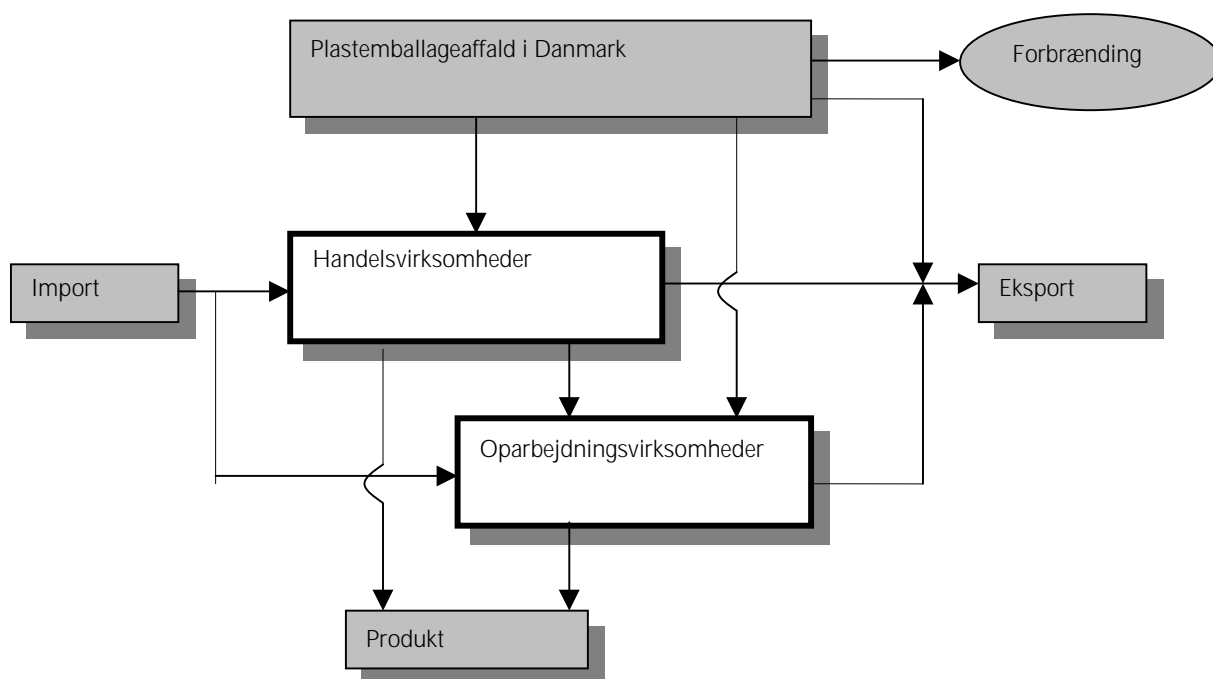 Plastemballageaffald i Danmark
Forbrænding
Handelsvirksomheder
Import
Eksport
Oparbejdningsvirksomheder
Produkt